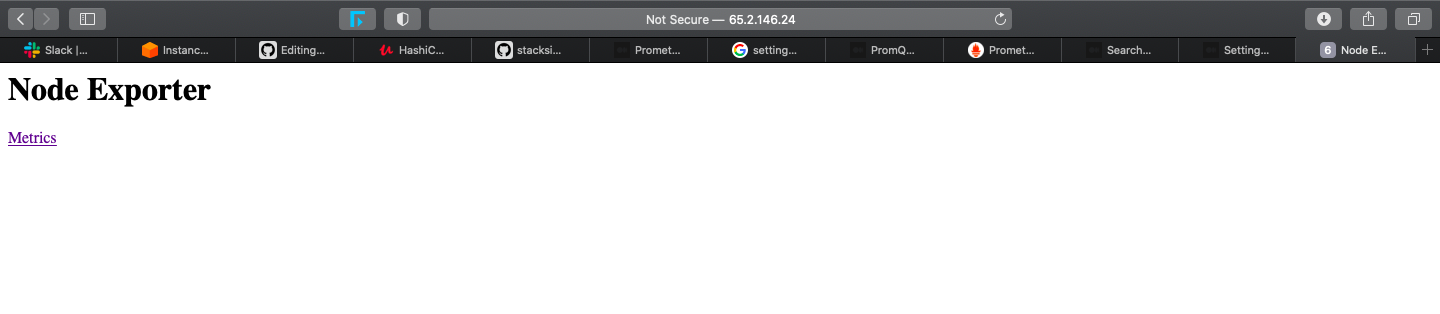 Not Secure — 65.2.146.24
Slack |... Instanc... Editing... HashiC... stacksi... Promet... setting... PromQ... Promet... Search... Setting... 6 Node E...
Node Exporter
Metrics